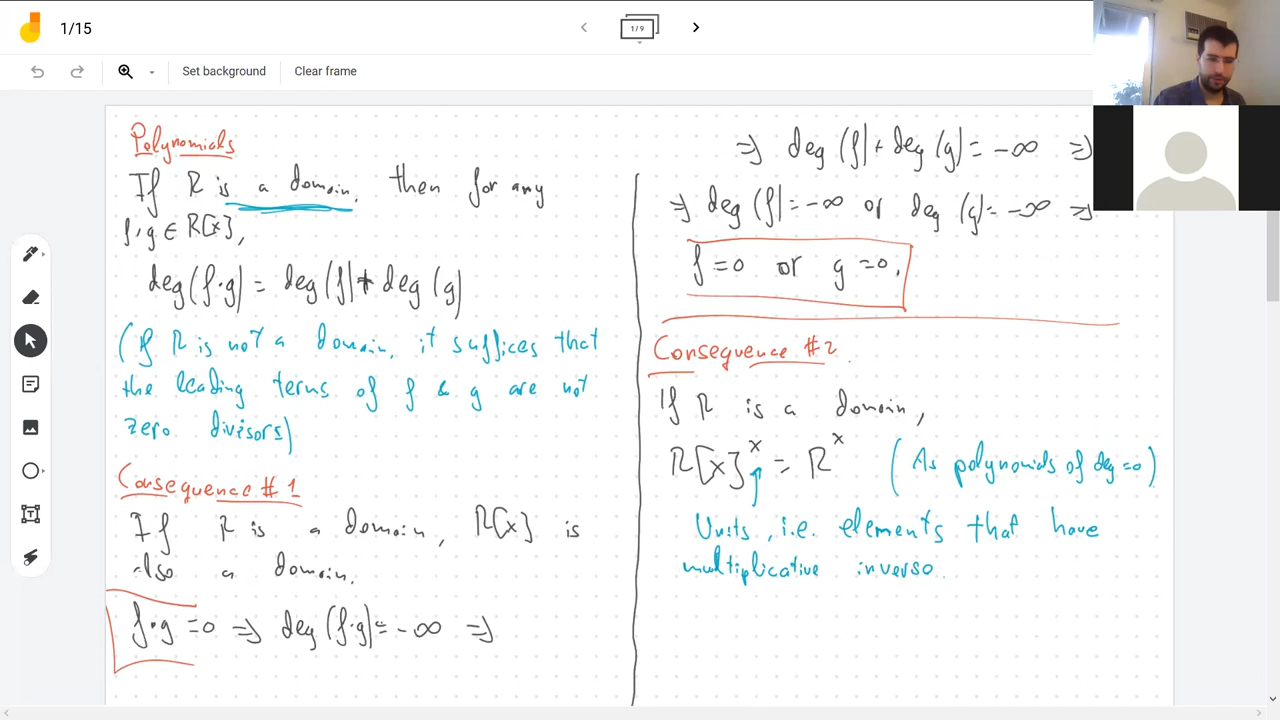 1/15
1/9
Set background
Clear frame
Polynomials
If R is a domain, then for any
f, g ∈ R[x],
deg(f·g) = deg(f) + deg(g)
(If R is not a domain, it suffices that
the leading terms of f & g are not
zero divisors)
Consequence #1
If R is a domain, R[x] is
also a domain.
f·g = 0 ⇒ deg(f·g) = -∞ ⇒
⇒ deg(f) + deg(g) = -∞ ⇒
⇒ deg(f) = -∞ or deg(g) = -∞ ⇒
f = 0 or g = 0.
Consequence #2.
If R is a domain,
R[x]^x = R^x (As polynomials of deg = 0)
Units, i.e. elements that have
multiplicative inverse.